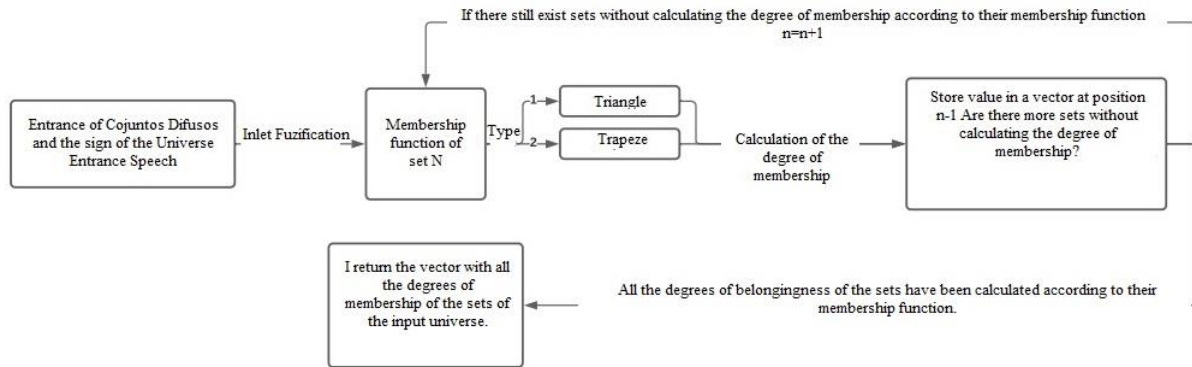 If there still exist sets without calculating the degree of membership according to their membership function
n=n+1
Entrance of Cojuntos Difusos
and the sign of the Universe
Entrance Speech
Inlet Fuzification
Membership
function of
set N
Type
1
Triangle
2
Trapeze
Calculation of the
degree of
membership
Store value in a vector at position
n-1 Are there more sets without
calculating the degree of
membership?
I return the vector with all
the degrees of
membership of the sets of
the input universe.
All the degrees of belongingness of the sets have been calculated according to their
membership function.